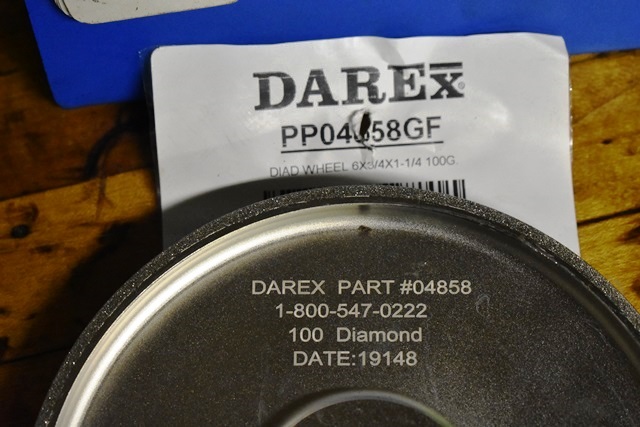 DAREX
PP04858GF
DIAD WHEEL 6X3/4X1-1/4 100G.
DAREX PART #04858
1-800-547-0222
100 Diamond
DATE:19148